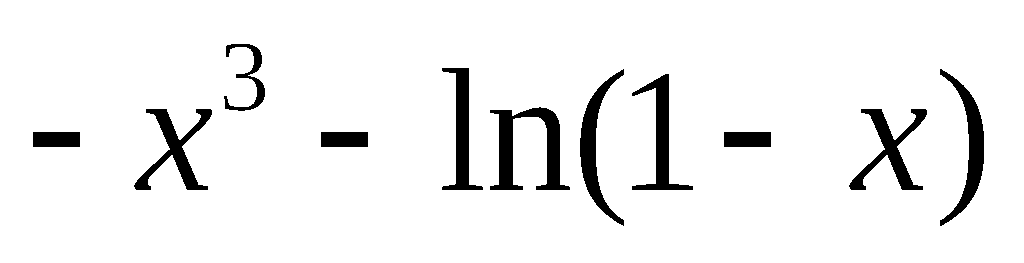 - x³ - ln(1- x)